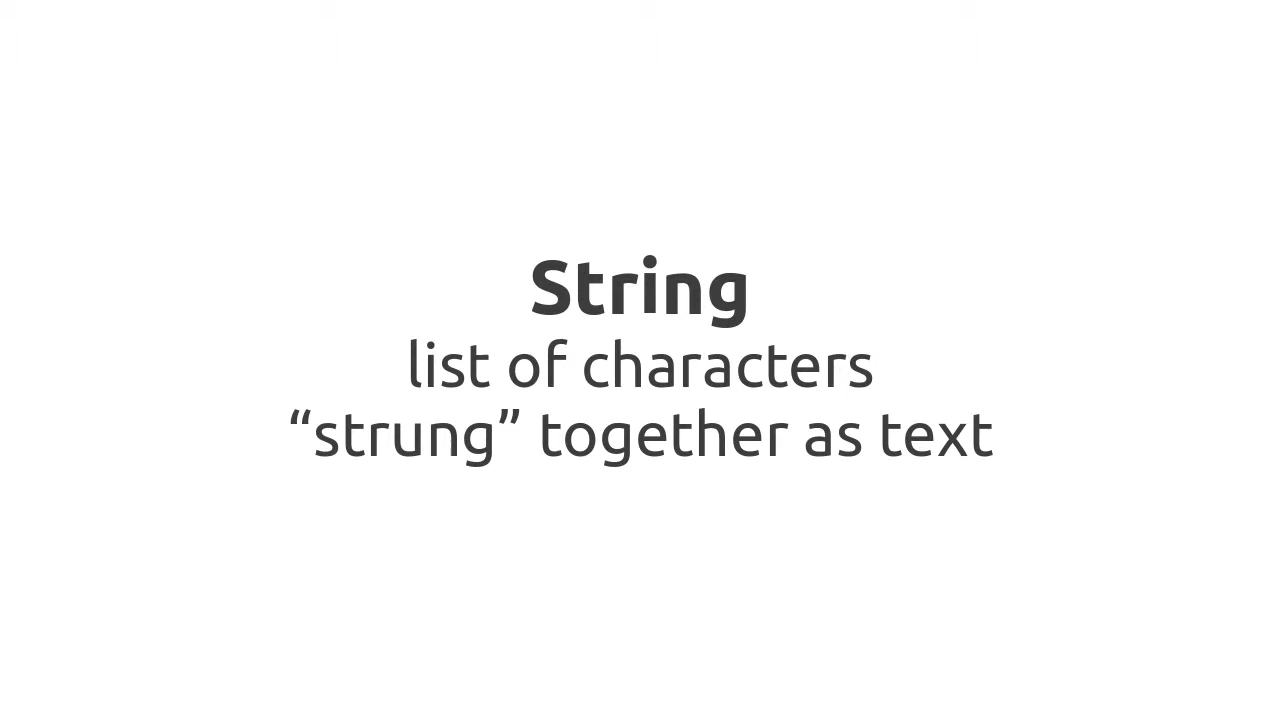 String
list of characters
“strung” together as text